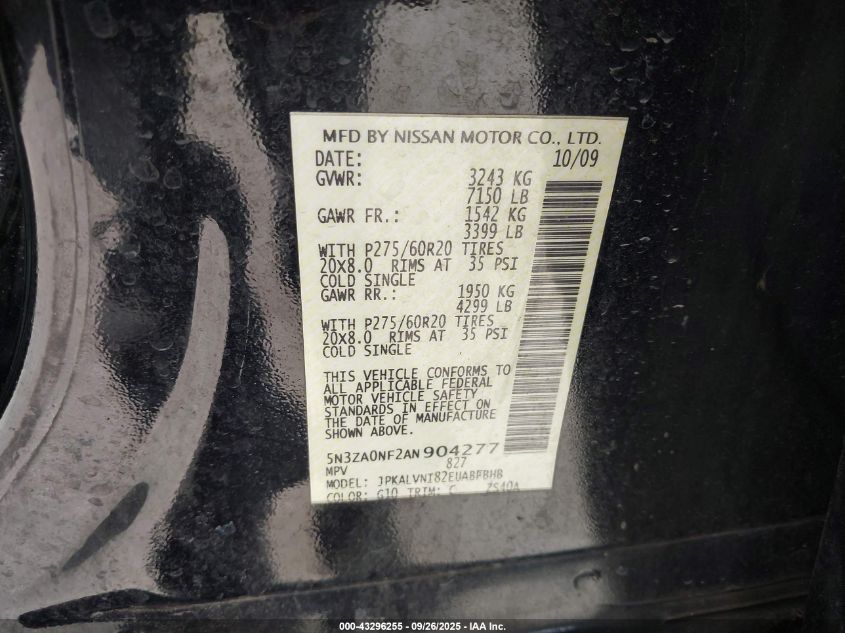 MFD BY NISSAN MOTOR CO., LTD.
DATE: 10/09
GVWR: 3243 KG
7150 LB
GAWR FR.: 1542 KG
3399 LB
WITH P275/60R20 TIRES
20x8.0 RIMS AT 35 PSI
COLD SINGLE
GAWR RR.: 1950 KG
4299 LB
WITH P275/60R20 TIRES
20x8.0 RIMS AT 35 PSI
COLD SINGLE
THIS VEHICLE CONFORMS TO
ALL APPLICABLE FEDERAL
MOTOR VEHICLE SAFETY
STANDARDS IN EFFECT ON
THE DATE OF MANUFACTURE
SHOWN ABOVE.
5N3ZA0NF2AN904277
MPV 827
MODEL: JPKALVNI82EUABFBHB
COLOR: G10 TRIM: C
000-43296255 - 09/26/2025 - IAA Inc.